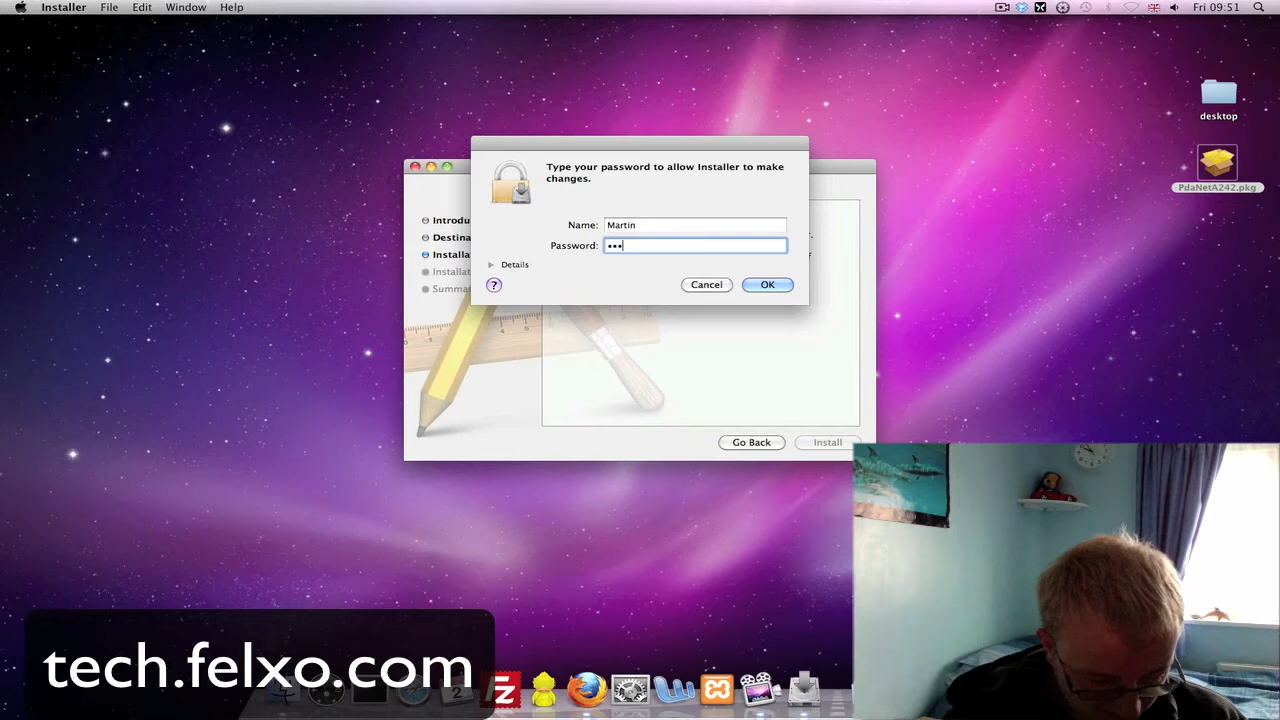 Installer File Edit Window Help Fri 09:51
desktop
PdaNetA242.pkg
Type your password to allow Installer to make
changes.
Name: Martin
Password: •••
Details
?
Cancel OK
Introdu
Destina
Installa
Installat
Summa
Go Back Install
tech.felxo.com